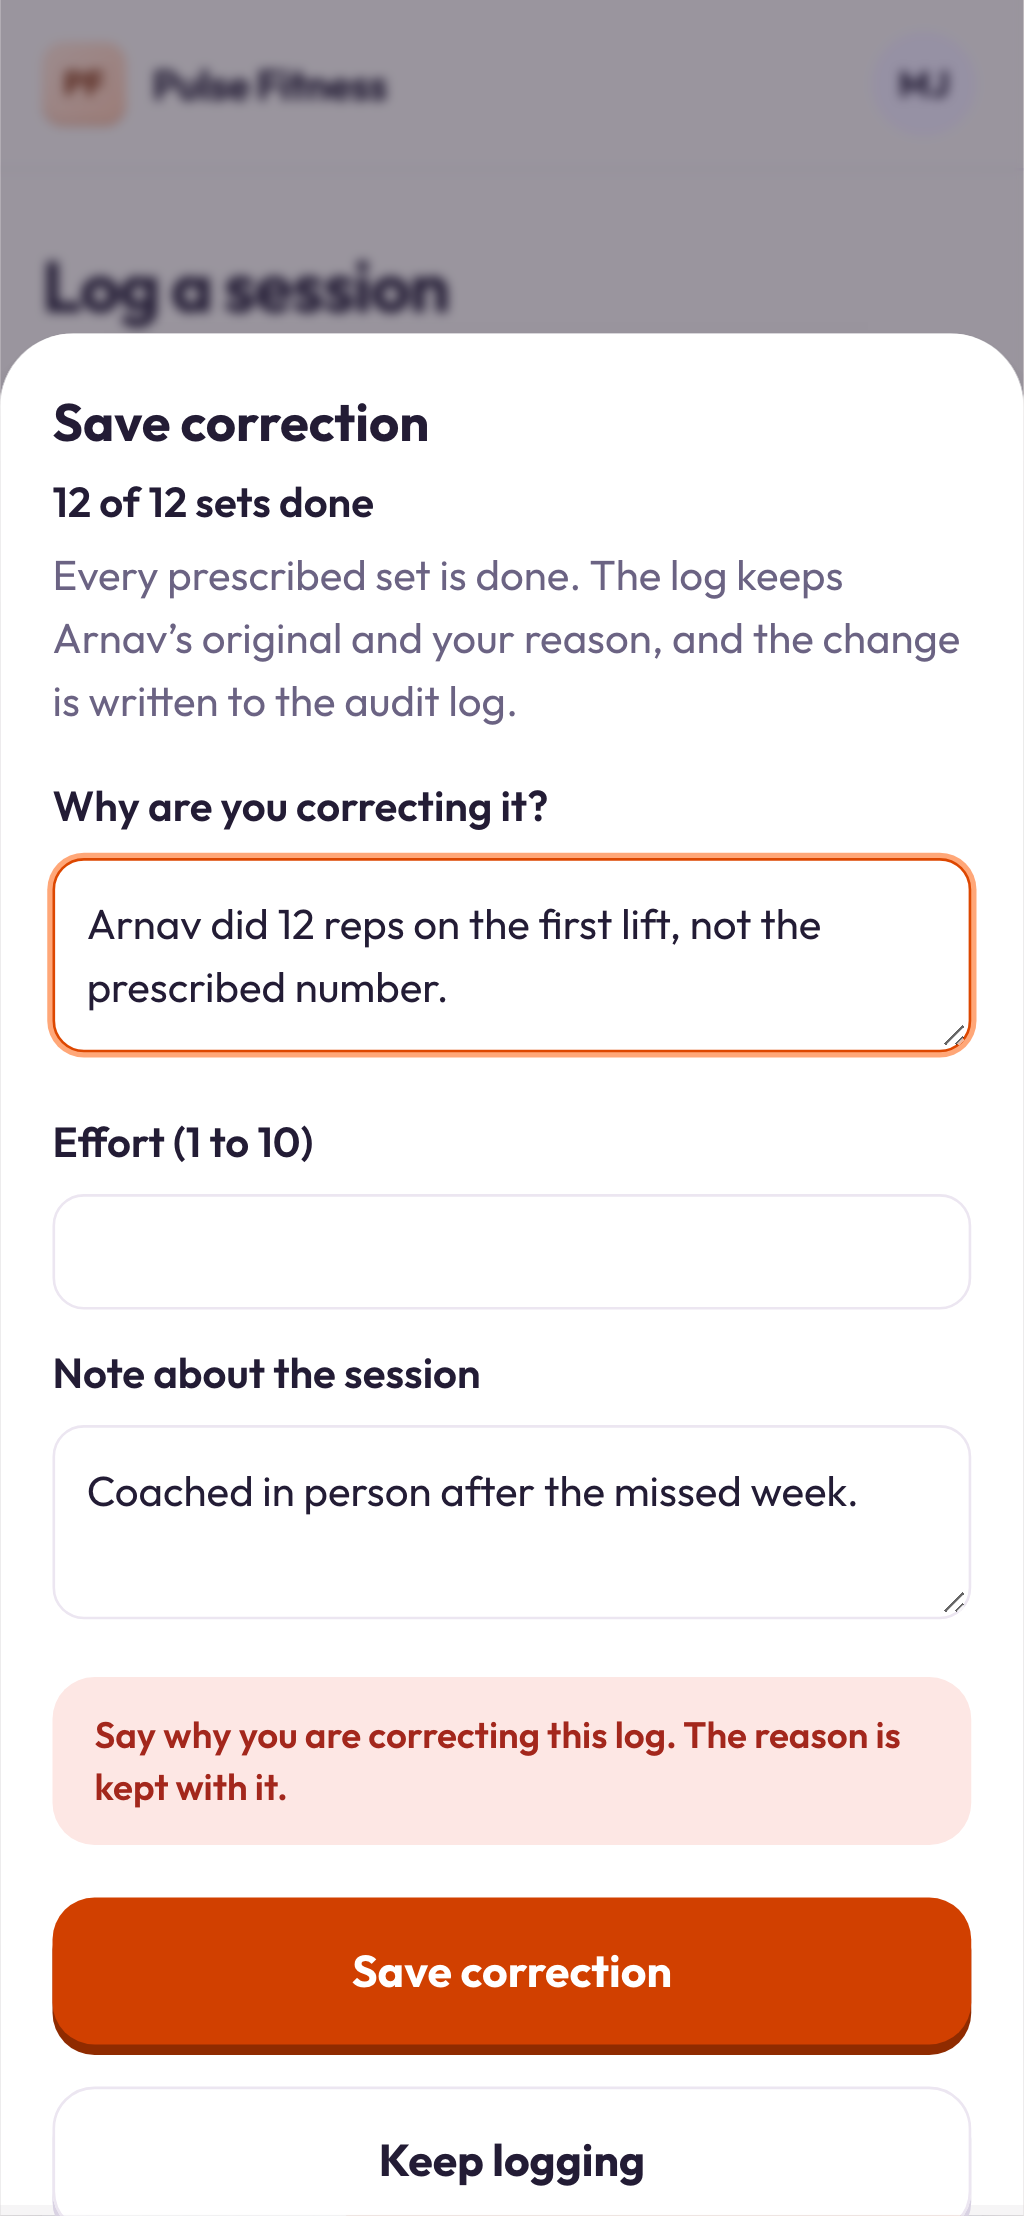 PF
Pulse Fitness
MJ
Log a session
Save correction
12 of 12 sets done
Every prescribed set is done. The log keeps
Arnav’s original and your reason, and the change
is written to the audit log.
Why are you correcting it?
Arnav did 12 reps on the first lift, not the
prescribed number.
Effort (1 to 10)
Note about the session
Coached in person after the missed week.
Say why you are correcting this log. The reason is
kept with it.
Save correction
Keep logging